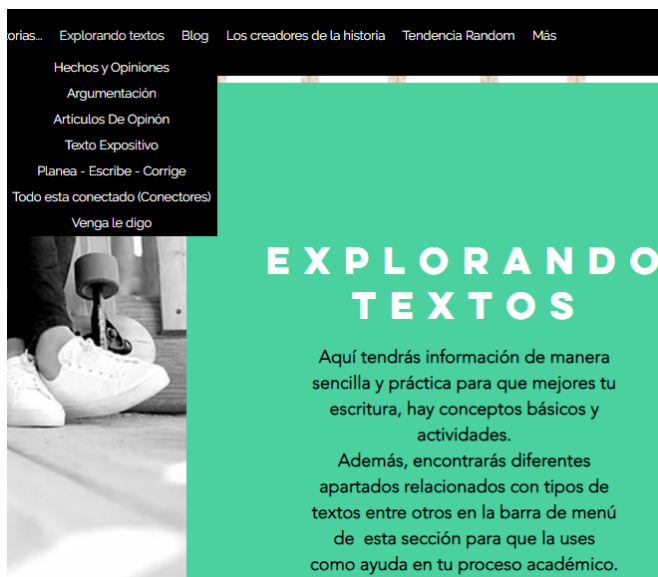 orias... Explorando textos Blog Los creadores de la historia Tendencia Random Más
Hechos y Opiniones
Argumentación
Artículos De Opinón
Texto Expositivo
Planea - Escribe - Corrige
Todo esta conectado (Conectores)
Venga le digo
EXPLORANDO
TEXTOS
Aquí tendrás información de manera
sencilla y práctica para que mejores tu
escritura, hay conceptos básicos y
actividades.
Además, encontrarás diferentes
apartados relacionados con tipos de
textos entre otros en la barra de menú
de esta sección para que la uses
como ayuda en tu proceso académico.